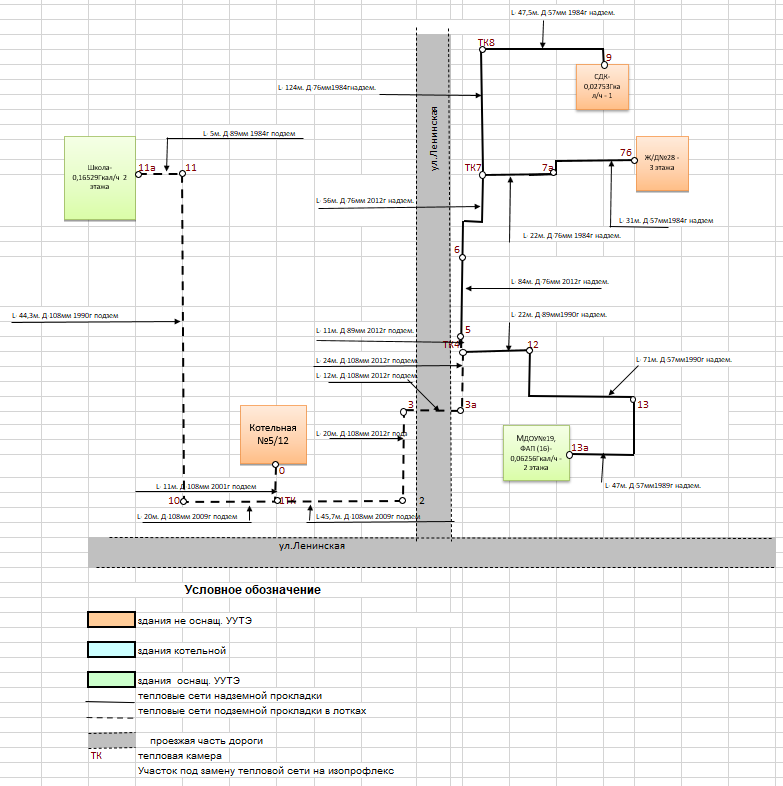 L- 47,5м. Д-57мм 1984г надзем.
ТК8
9
СДК-
0,02753Гка
л/ч - 1
L- 124м. Д-76мм1984гнадзем.
ул.Ленинская
L- 5м. Д-89мм 1984г подзем
Школа-
0,16529Гкал/ч 2
этажа
11а
11
ТК7
7а
7б
Ж/Д№28 -
3 этажа
L- 56м. Д-76мм 2012г надзем.
L- 31м. Д-57мм1984г надзем
L- 22м. Д-76мм 1984г надзем.
6
L- 84м. Д-76мм 2012г надзем.
L- 44,3м. Д-108мм 1990г подзем
L- 22м. Д-89мм1990г надзем.
L- 11м. Д-89мм 2012г подзем.
5
ТК4
12
L- 24м. Д-108мм 2012г подзем.
L- 71м. Д-57мм1990г надзем.
L- 12м. Д-108мм 2012г подзем.
3
3а
13
Котельная
№5/12
L- 20м. Д-108мм 2012г подз
МДОУ№19,
ФАП (16)-
0,06256Гкал/ч -
2 этажа
13а
0
L- 11м. Д-108мм 2001г подзем
L- 47м. Д-57мм1989г надзем.
10
1ТК
2
L- 20м. Д-108мм 2009г подзем
L-45,7м. Д-108мм 2009г подзем
ул.Ленинская
Условное обозначение
здания не оснащ. УУТЭ
здания котельной
здания оснащ. УУТЭ
тепловые сети надземной прокладки
тепловые сети подземной прокладки в лотках
проезжая часть дороги
ТК
тепловая камера
Участок под замену тепловой сети на изопрофлекс